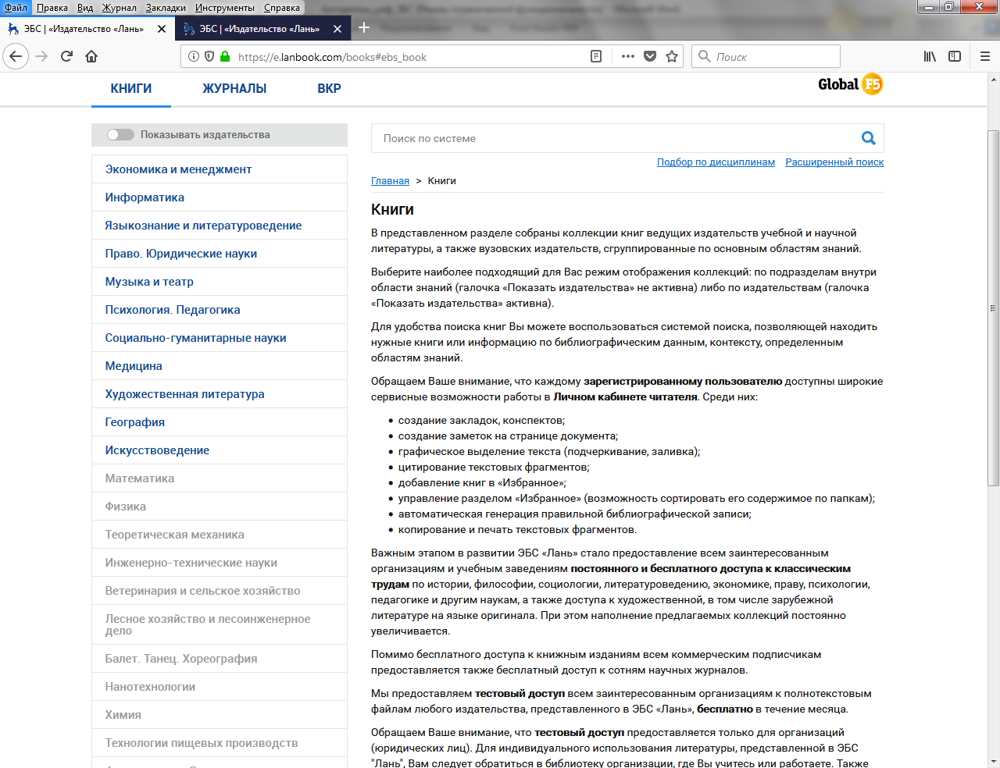 Файл Правка Вид Журнал Закладки Инструменты Справка
ЭБС | «Издательство «Лань» ЭБС | «Издательство «Лань»
https://e.lanbook.com/books#ebs_book Поиск
КНИГИ ЖУРНАЛЫ ВКР Global F5
Показывать издательства
Экономика и менеджмент
Информатика
Языкознание и литературоведение
Право. Юридические науки
Музыка и театр
Психология. Педагогика
Социально-гуманитарные науки
Медицина
Художественная литература
География
Искусствоведение
Математика
Физика
Теоретическая механика
Инженерно-технические науки
Ветеринария и сельское хозяйство
Лесное хозяйство и лесоинженерное
дело
Балет. Танец. Хореография
Нанотехнологии
Химия
Технологии пищевых производств
Поиск по системе
Подбор по дисциплинам Расширенный поиск
Главная > Книги
Книги
В представленном разделе собраны коллекции книг ведущих издательств учебной и научной
литературы, а также вузовских издательств, сгруппированные по основным областям знаний.
Выберите наиболее подходящий для Вас режим отображения коллекций: по подразделам внутри
области знаний (галочка «Показать издательства» не активна) либо по издательствам (галочка
«Показать издательства» активна).
Для удобства поиска книг Вы можете воспользоваться системой поиска, позволяющей находить
нужные книги или информацию по библиографическим данным, контексту, определенным
областям знаний.
Обращаем Ваше внимание, что каждому зарегистрированному пользователю доступны широкие
сервисные возможности работы в Личном кабинете читателя. Среди них:
• создание закладок, конспектов;
• создание заметок на странице документа;
• графическое выделение текста (подчеркивание, заливка);
• цитирование текстовых фрагментов;
• добавление книг в «Избранное»;
• управление разделом «Избранное» (возможность сортировать его содержимое по папкам);
• автоматическая генерация правильной библиографической записи;
• копирование и печать текстовых фрагментов.
Важным этапом в развитии ЭБС «Лань» стало предоставление всем заинтересованным
организациям и учебным заведениям постоянного и бесплатного доступа к классическим
трудам по истории, философии, социологии, литературоведению, экономике, праву, психологии,
педагогике и другим наукам, а также доступа к художественной, в том числе зарубежной
литературе на языке оригинала. При этом наполнение предлагаемых коллекций постоянно
увеличивается.
Помимо бесплатного доступа к книжным изданиям всем коммерческим подписчикам
предоставляется также бесплатный доступ к сотням научных журналов.
Мы предоставляем тестовый доступ всем заинтересованным организациям к полнотекстовым
файлам любого издательства, представленного в ЭБС «Лань», бесплатно в течение месяца.
Обращаем Ваше внимание, что тестовый доступ предоставляется только для организаций
(юридических лиц). Для индивидуального использования литературы, представленной в ЭБС
"Лань", Вам следует обратиться в библиотеку организации, где Вы учитесь или работаете. Также